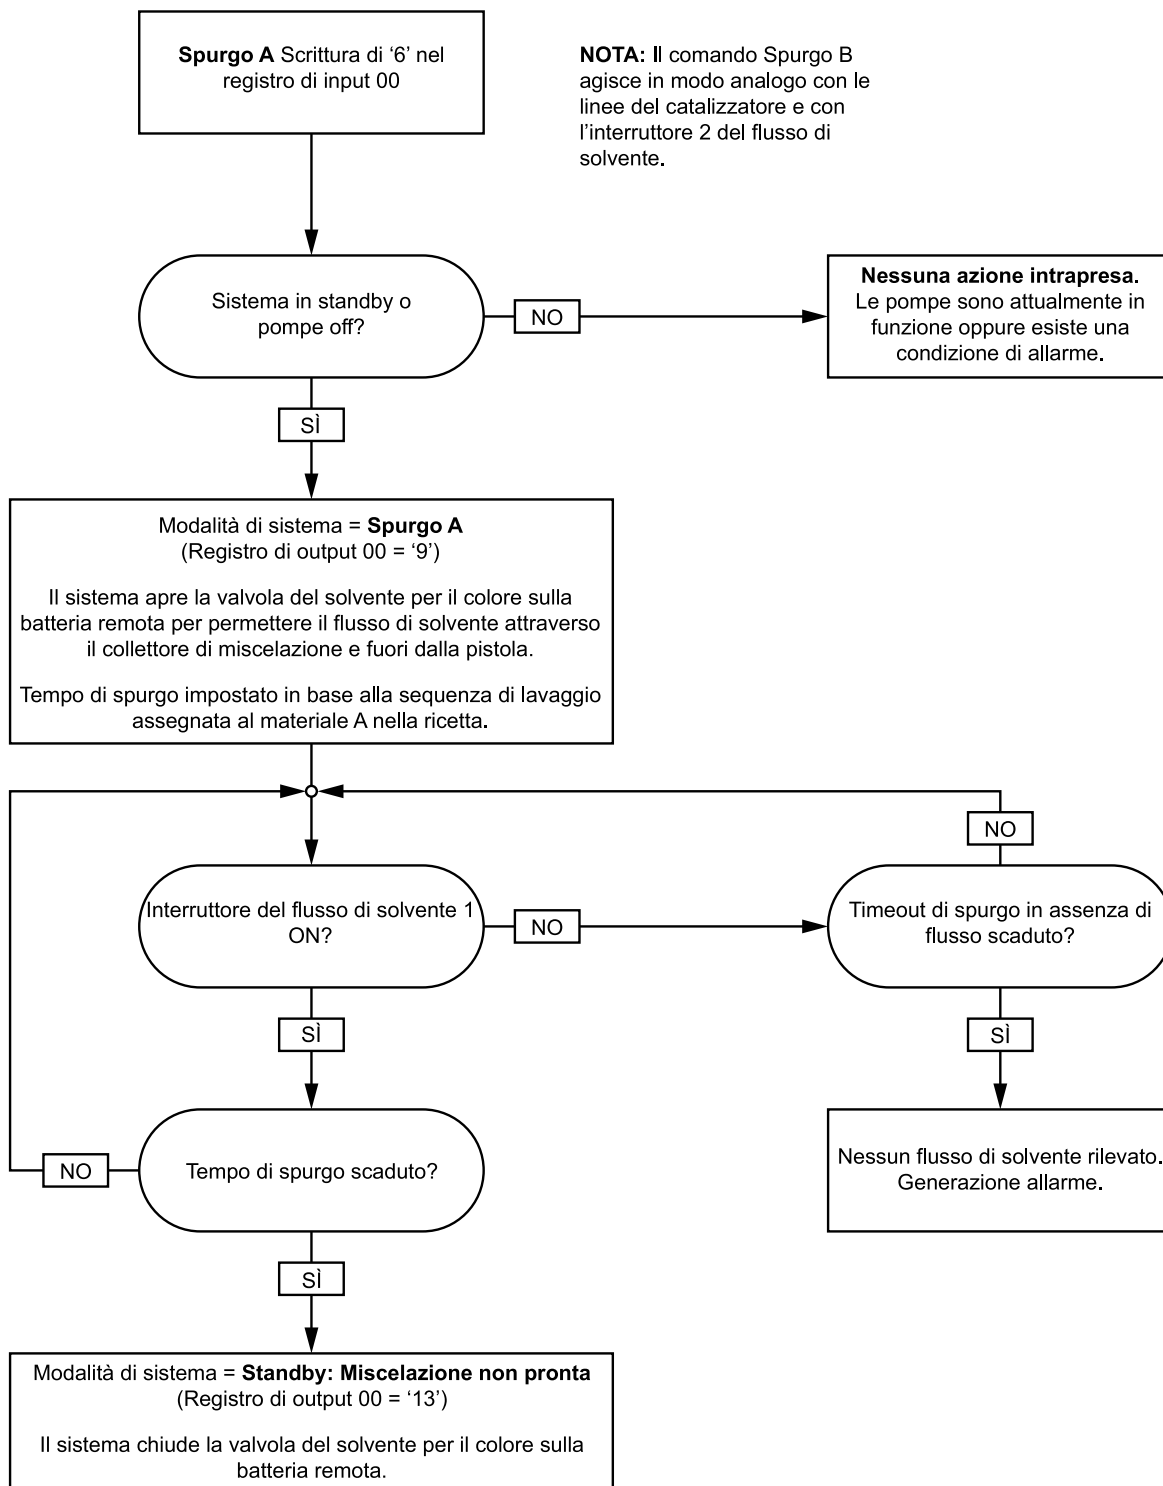 Spurgo A Scrittura di ‘6’ nel
registro di input 00
NOTA: Il comando Spurgo B
agisce in modo analogo con le
linee del catalizzatore e con
l’interruttore 2 del flusso di
solvente.
Sistema in standby o
pompe off?
NO
Nessuna azione intrapresa.
Le pompe sono attualmente in
funzione oppure esiste una
condizione di allarme.
SÌ
Modalità di sistema = Spurgo A
(Registro di output 00 = ‘9’)
Il sistema apre la valvola del solvente per il colore sulla
batteria remota per permettere il flusso di solvente attraverso
il collettore di miscelazione e fuori dalla pistola.
Tempo di spurgo impostato in base alla sequenza di lavaggio
assegnata al materiale A nella ricetta.
NO
Interruttore del flusso di solvente 1
ON?
NO
Timeout di spurgo in assenza di
flusso scaduto?
SÌ
SÌ
NO
Tempo di spurgo scaduto?
Nessun flusso di solvente rilevato.
Generazione allarme.
SÌ
Modalità di sistema = Standby: Miscelazione non pronta
(Registro di output 00 = ‘13’)
Il sistema chiude la valvola del solvente per il colore sulla
batteria remota.